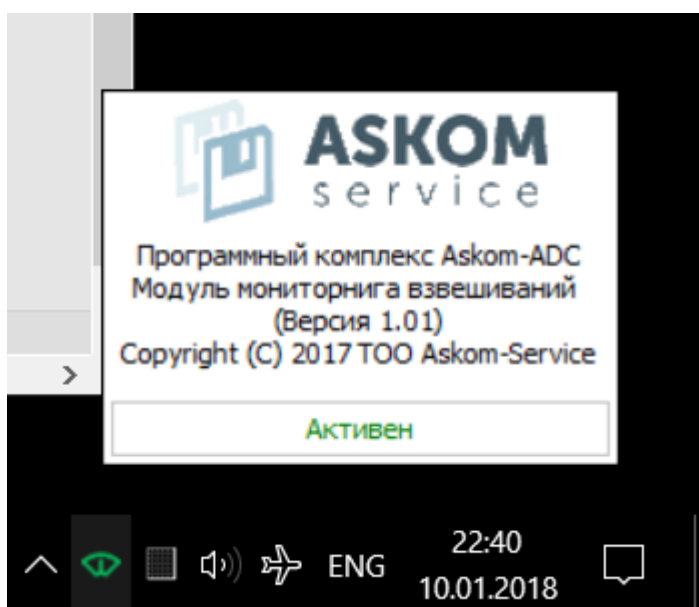 ASKOM
service
Программный комплекс Askom-ADC
Модуль мониторнига взвешиваний
(Версия 1.01)
Copyright (C) 2017 ТОО Askom-Service
Активен
ENG
22:40
10.01.2018